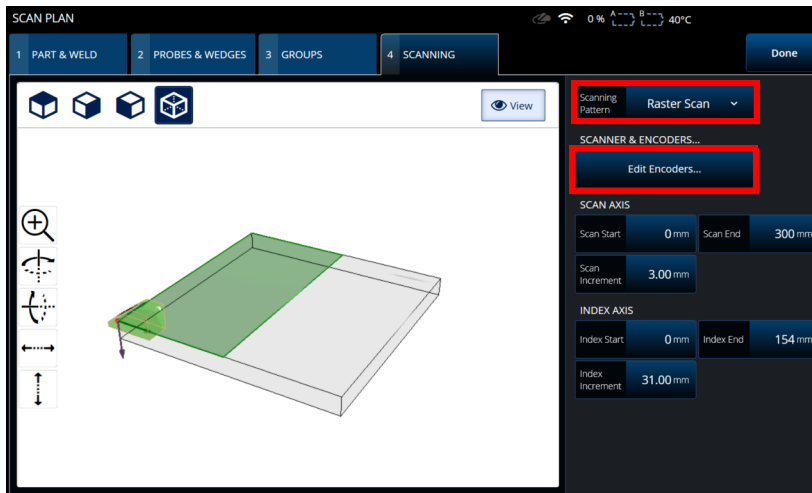 SCAN PLAN
0 % A B 40°C
1 PART & WELD 2 PROBES & WEDGES 3 GROUPS 4 SCANNING Done
View
Scanning Pattern Raster Scan
SCANNER & ENCODERS...
Edit Encoders...
SCAN AXIS
Scan Start 0 mm Scan End 300 mm
Scan Increment 3.00 mm
INDEX AXIS
Index Start 0 mm Index End 154 mm
Index Increment 31.00 mm